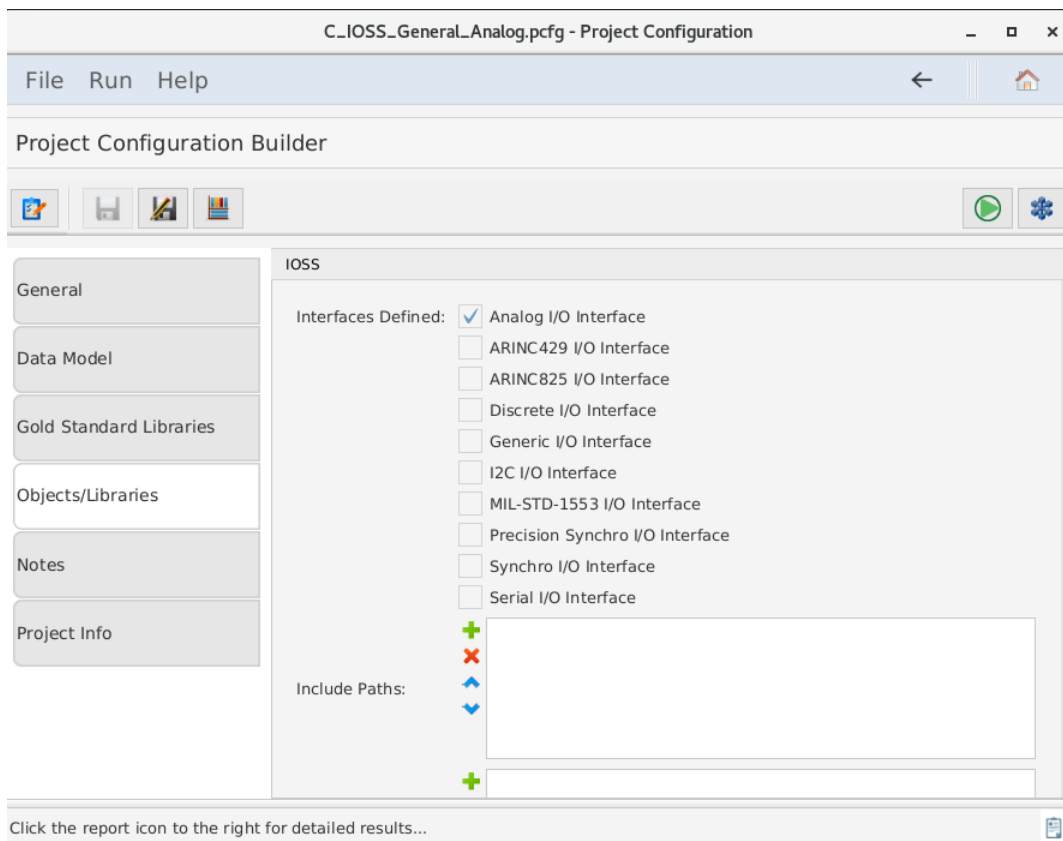 C_IOSS_General_Analog.pcfg - Project Configuration
File Run Help
Project Configuration Builder
General
Data Model
Gold Standard Libraries
Objects/Libraries
Notes
Project Info
IOSS
Interfaces Defined:
Analog I/O Interface
ARINC429 I/O Interface
ARINC825 I/O Interface
Discrete I/O Interface
Generic I/O Interface
I2C I/O Interface
MIL-STD-1553 I/O Interface
Precision Synchro I/O Interface
Synchro I/O Interface
Serial I/O Interface
Include Paths:
Click the report icon to the right for detailed results...